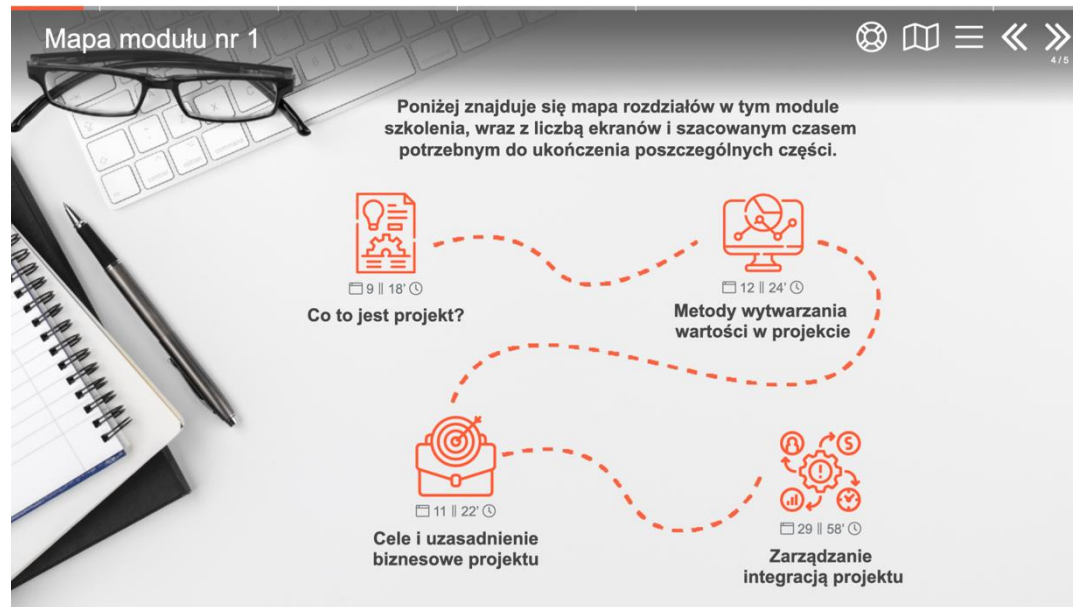 Mapa modułu nr 1
4/5
Poniżej znajduje się mapa rozdziałów w tym module
szkolenia, wraz z liczbą ekranów i szacowanym czasem
potrzebnym do ukończenia poszczególnych części.
9 || 18'
Co to jest projekt?
12 || 24'
Metody wytwarzania
wartości w projekcie
11 || 22'
Cele i uzasadnienie
biznesowe projektu
29 || 58'
Zarządzanie
integracją projektu